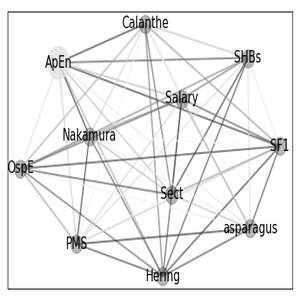 Calanthe
ApEn
SHBs
Salary
Nakamura
SF1
OspE
Sect
asparagus
PMS
Hering